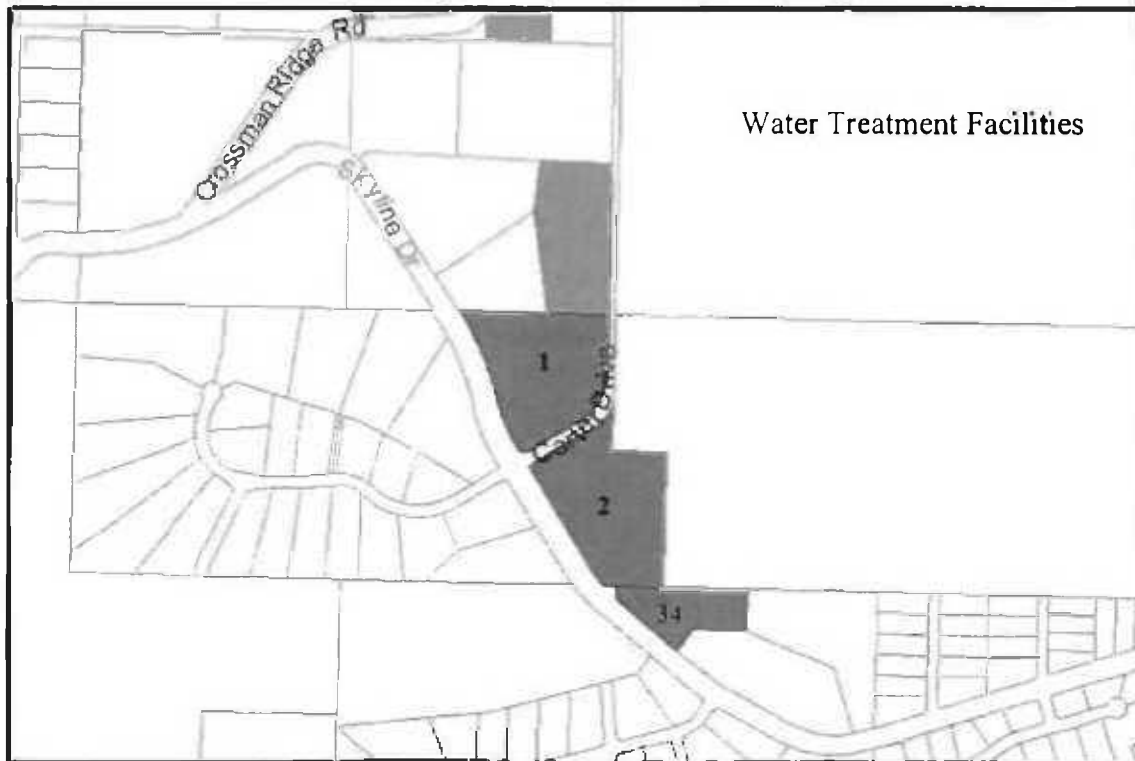 Crossman Ridge Rd
Water Treatment Facilities
Skyline Dr
1
2
34